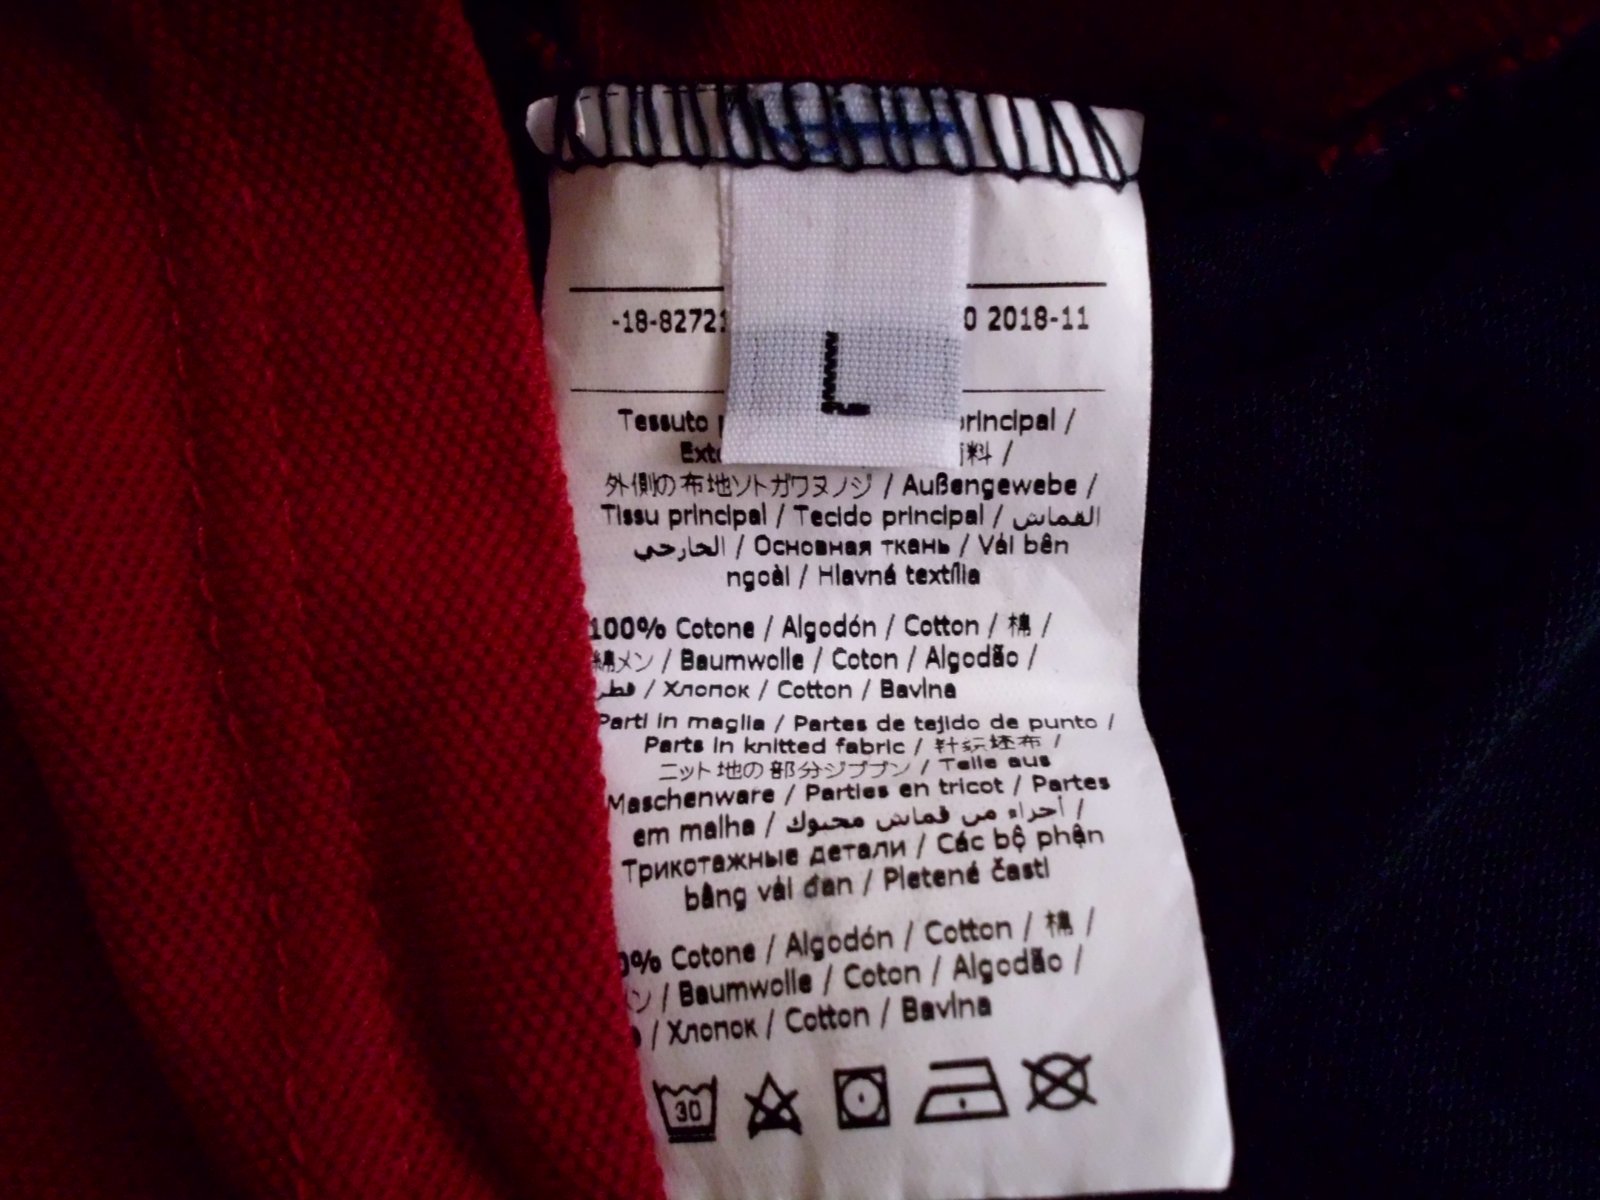 -18-8272 0 2018-11
L
Tessuto principal /
料 /
外側の布地ソトガワヌノジ / Außengewebe /
Tissu principal / Tecido principal / القماش
الخارجي / Основная ткань / Vải bên
ngoài / Hlavná textília
100% Cotone / Algodón / Cotton / 棉 /
綿メン / Baumwolle / Coton / Algodão /
قطن / Хлопок / Cotton / Bavlna
Parti in maglia / Partes de tejido de punto /
Parts in knitted fabric / 针织坯布 /
ニット地の部分ジブブン / Teile aus
Maschenware / Parties en tricot / Partes
em malha / أجزاء من قماش محبوك /
Трикотажные детали / Các bộ phận
bằng vải đan / Pletené časti
0% Cotone / Algodón / Cotton / 棉 /
ン / Baumwolle / Coton / Algodão /
/ Хлопок / Cotton / Bavlna
30